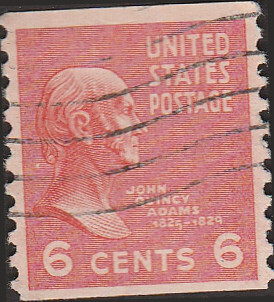 UNITED
STATES
POSTAGE
JOHN
QUINCY
ADAMS
1825-1829
6 CENTS 6